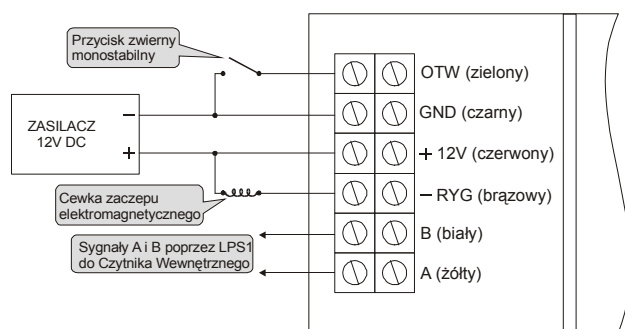 Przycisk zwierny
monostabilny
OTW (zielony)
GND (czarny)
ZASILACZ
12V DC
−
+
+ 12V (czerwony)
− RYG (brązowy)
Cewka zaczepu
elektromagnetycznego
B (biały)
Sygnały A i B poprzez LPS1
do Czytnika Wewnętrznego
A (żółty)